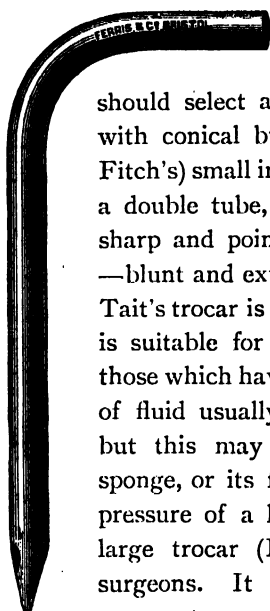 FERRIS & Co BRISTOL
should select a
with conical b
Fitch's) small in
a double tube,
sharp and poin
—blunt and ext
Tait's trocar is
is suitable for
those which hav
of fluid usually
but this may
sponge, or its
pressure of a
large trocar (
surgeons. It